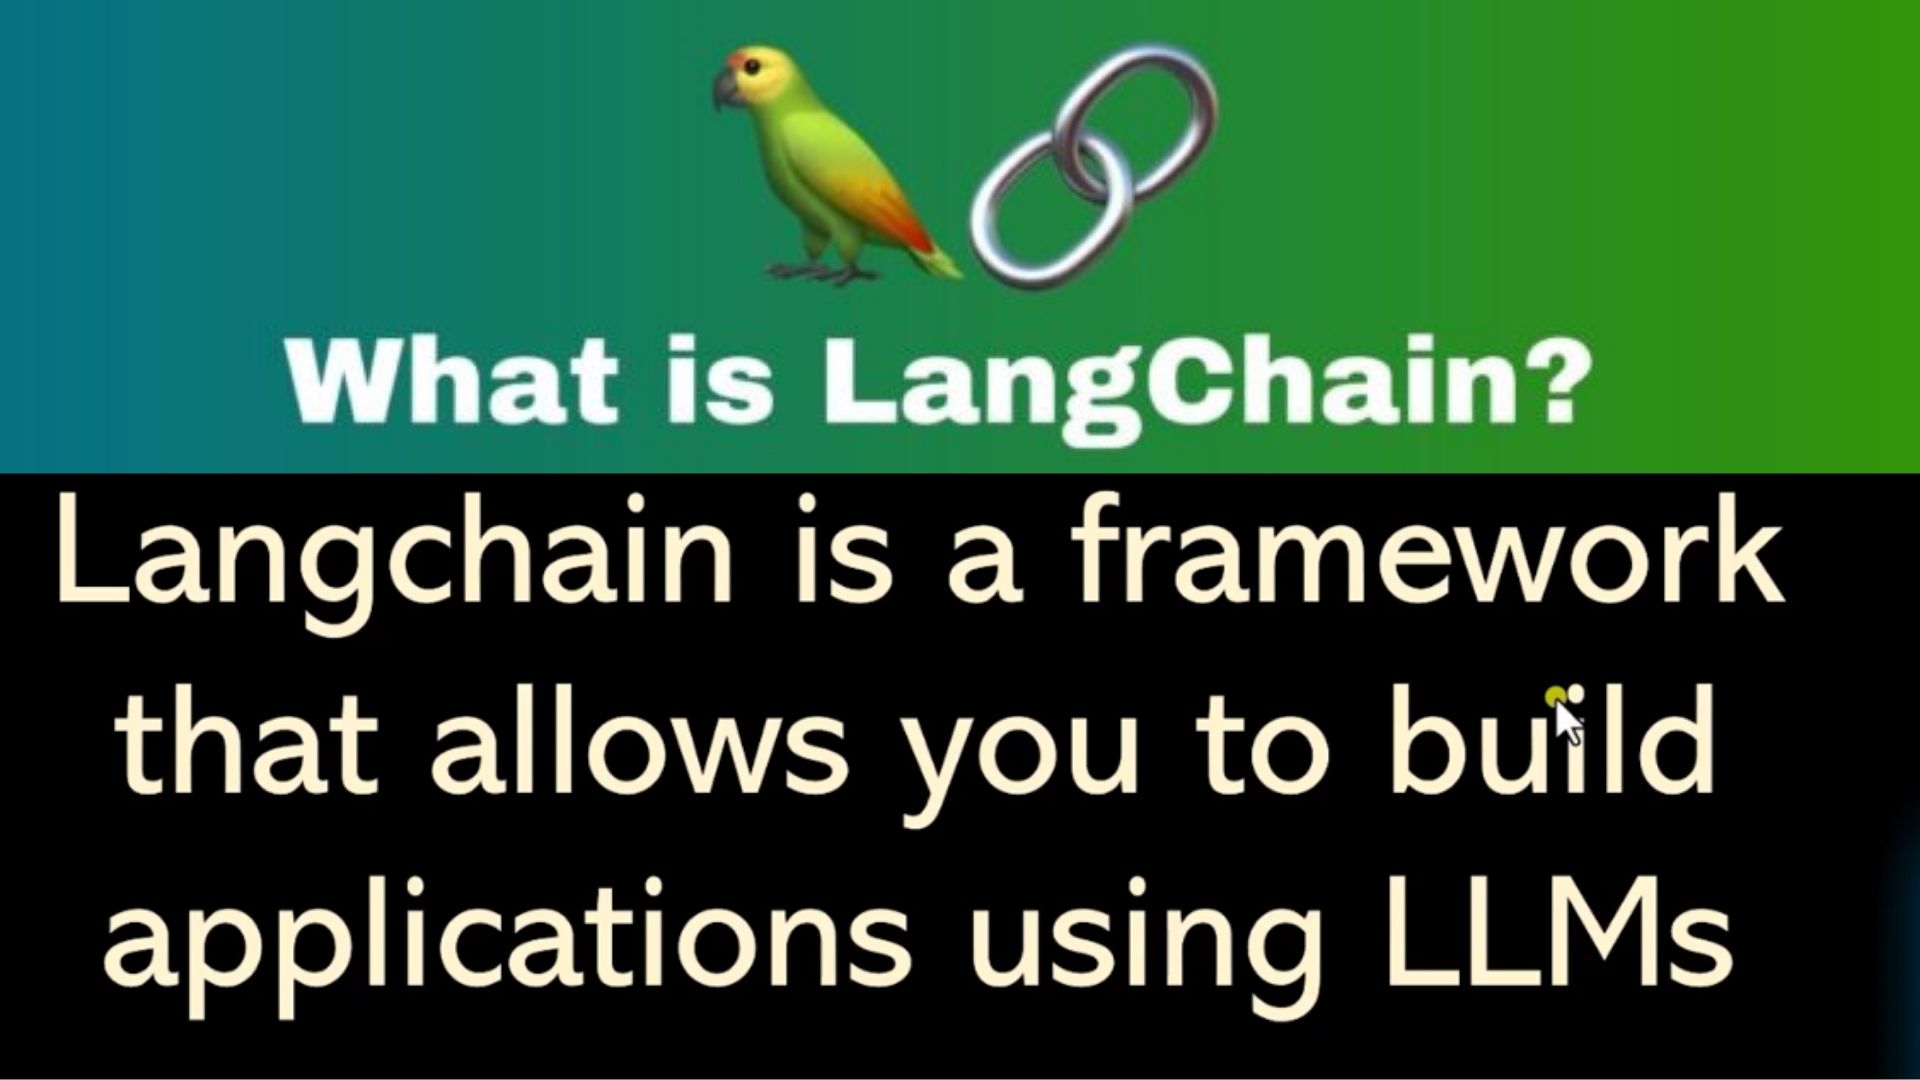 What is LangChain?
Langchain is a framework
that allows you to build
applications using LLMs